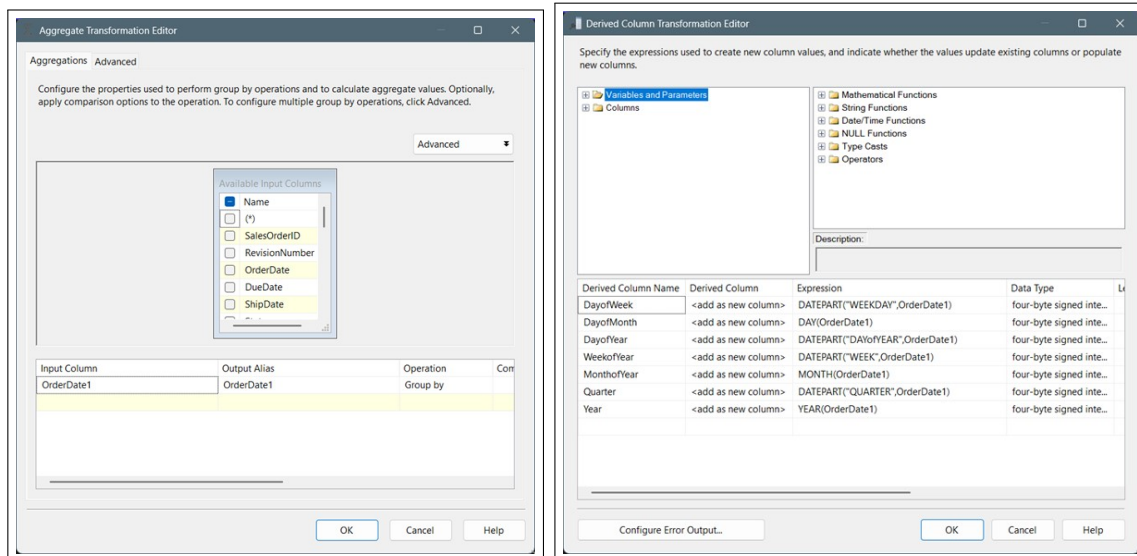 Aggregate Transformation Editor
Aggregations Advanced
Configure the properties used to perform group by operations and to calculate aggregate values. Optionally,
apply comparison options to the operation. To configure multiple group by operations, click Advanced.
Advanced
Available Input Columns
Name
(*)
SalesOrderID
RevisionNumber
OrderDate
DueDate
ShipDate
Input Column Output Alias Operation Com
OrderDate1 OrderDate1 Group by
OK Cancel Help
Derived Column Transformation Editor
Specify the expressions used to create new column values, and indicate whether the values update existing columns or populate
new columns.
Variables and Parameters
Columns
Mathematical Functions
String Functions
Date/Time Functions
NULL Functions
Type Casts
Operators
Description:
Derived Column Name Derived Column Expression Data Type Le
DayofWeek <add as new column> DATEPART("WEEKDAY",OrderDate1) four-byte signed inte...
DayofMonth <add as new column> DAY(OrderDate1) four-byte signed inte...
DayofYear <add as new column> DATEPART("DAYofYEAR",OrderDate1) four-byte signed inte...
WeekofYear <add as new column> DATEPART("WEEK",OrderDate1) four-byte signed inte...
MonthofYear <add as new column> MONTH(OrderDate1) four-byte signed inte...
Quarter <add as new column> DATEPART("QUARTER",OrderDate1) four-byte signed inte...
Year <add as new column> YEAR(OrderDate1) four-byte signed inte...
Configure Error Output... OK Cancel Help